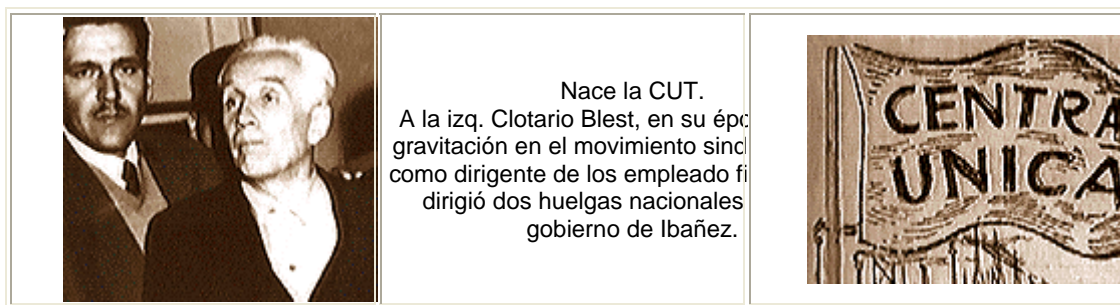 Nace la CUT.
A la izq. Clotario Blest, en su
gravitación en el movimiento
como dirigente de los empleado
dirigió dos huelgas nacionales
gobierno de Ibañez.
UNICA